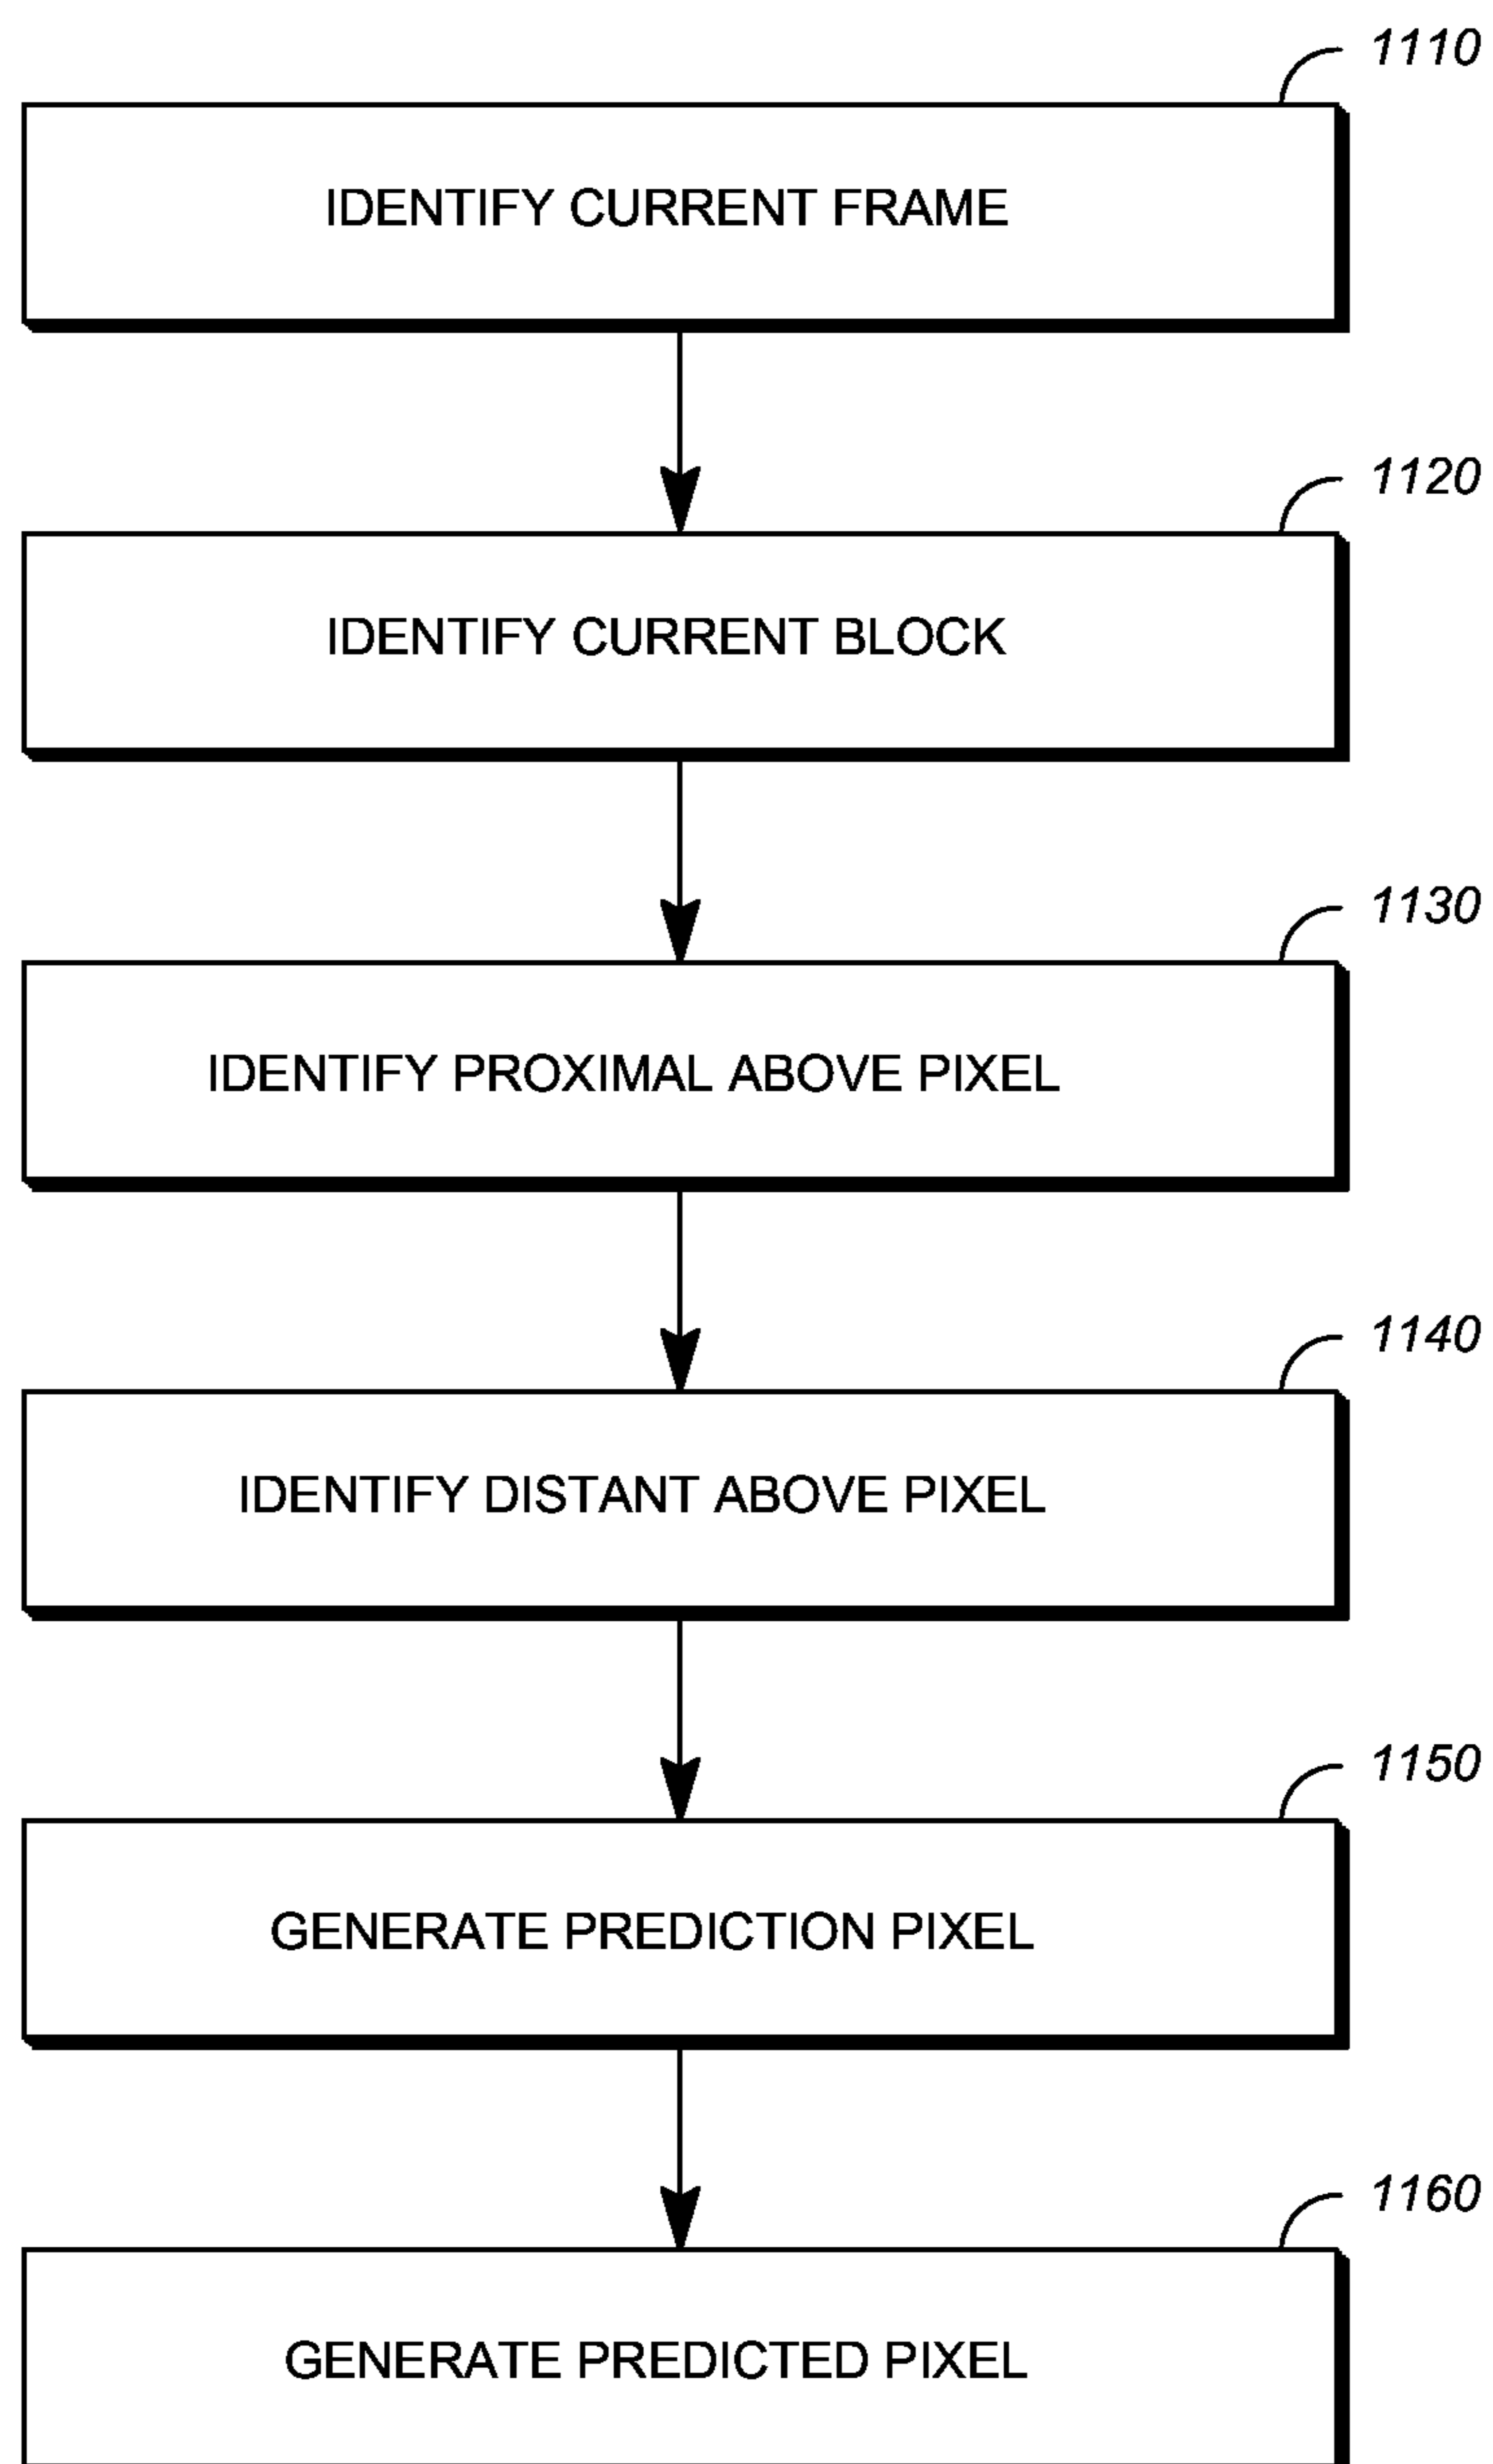 1110
IDENTIFY CURRENT FRAME
1120
IDENTIFY CURRENT BLOCK
1130
IDENTIFY PROXIMAL ABOVE PIXEL
1140
IDENTIFY DISTANT ABOVE PIXEL
1150
GENERATE PREDICTION PIXEL
1160
GENERATE PREDICTED PIXEL